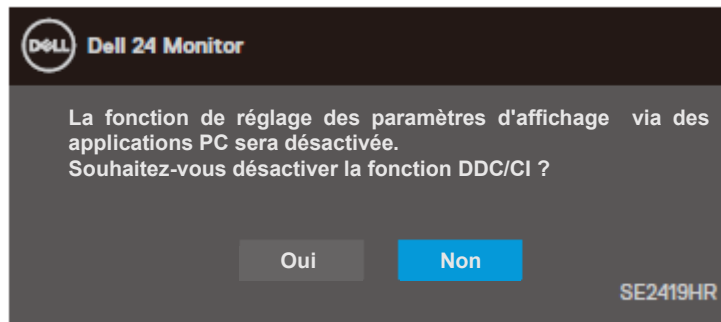 DELL Dell 24 Monitor
La fonction de réglage des paramètres d'affichage via des
applications PC sera désactivée.
Souhaitez-vous désactiver la fonction DDC/CI ?
Oui Non
SE2419HR